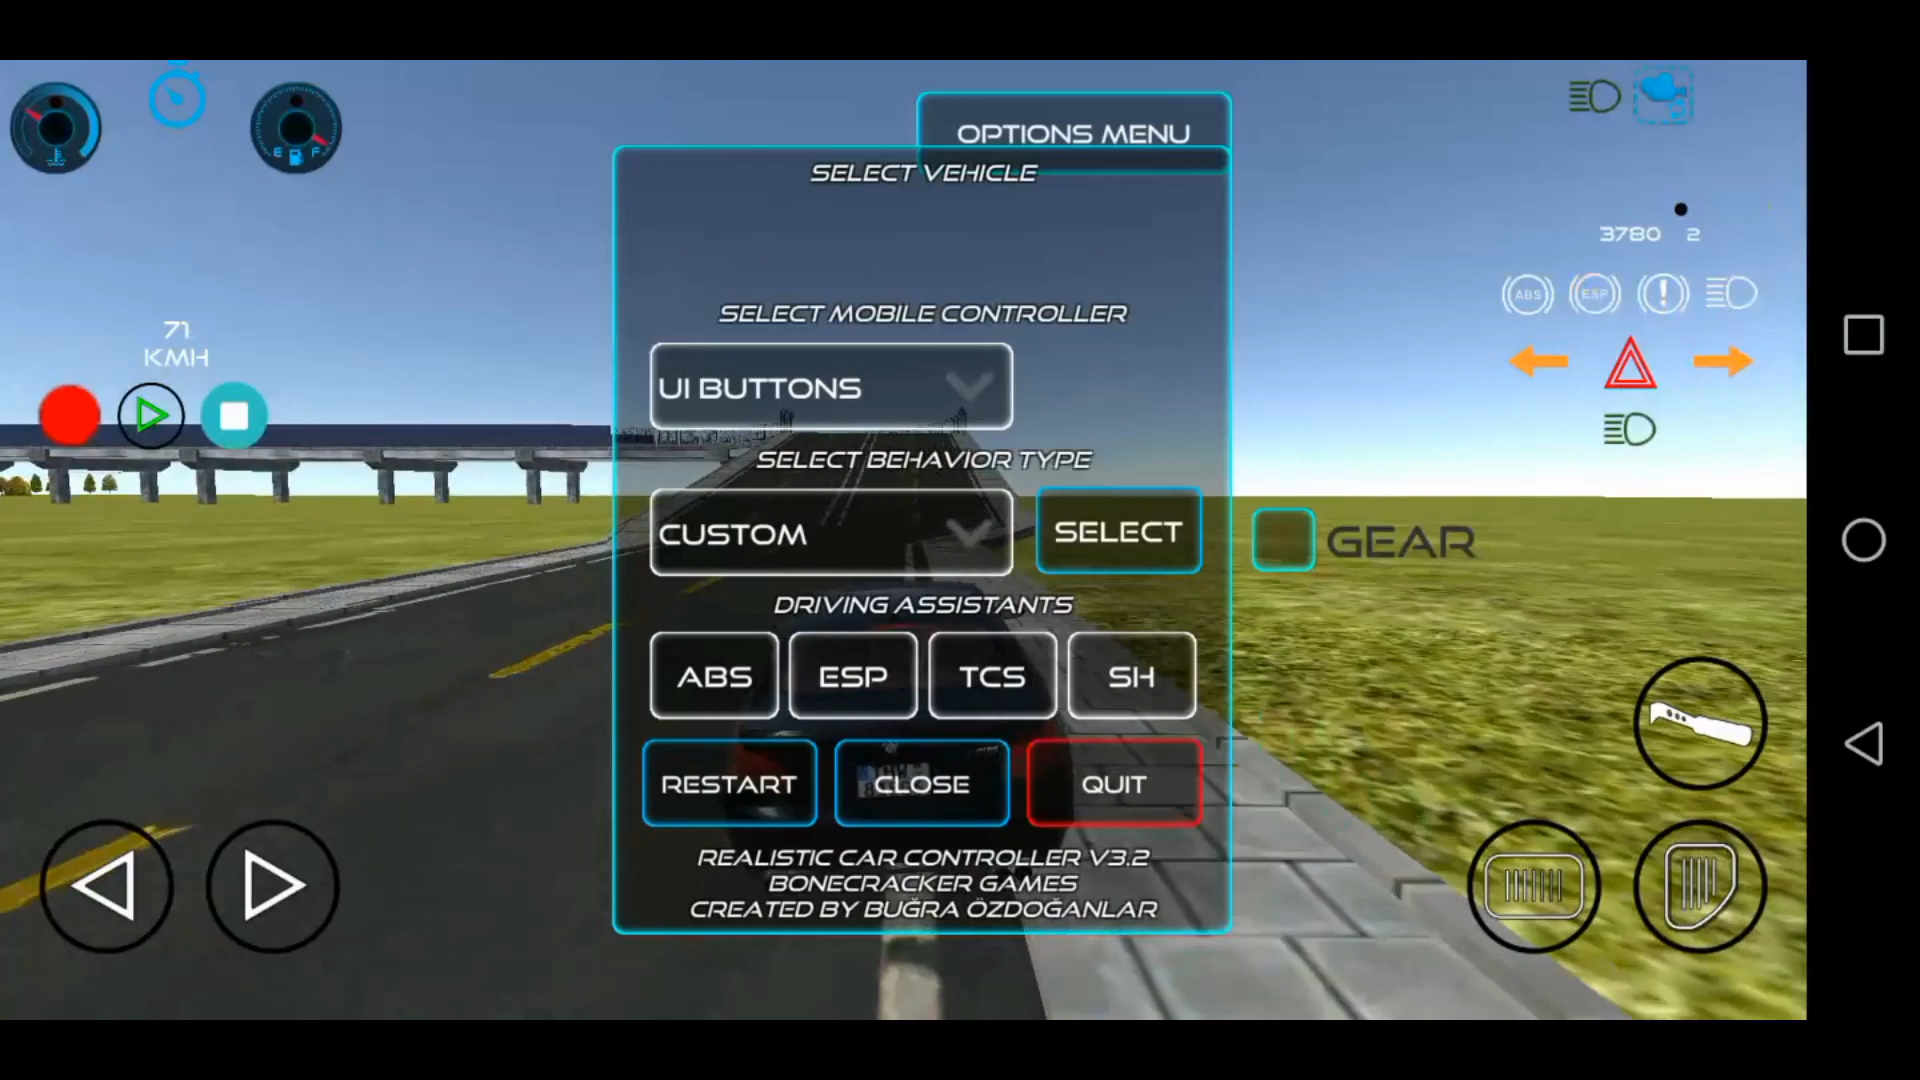 OPTIONS MENU
SELECT VEHICLE
E F
3780 2
ABS ESP
SELECT MOBILE CONTROLLER
71
KMH
UI BUTTONS
SELECT BEHAVIOR TYPE
CUSTOM
SELECT
GEAR
DRIVING ASSISTANTS
ABS
ESP
TCS
SH
RESTART
CLOSE
QUIT
REALISTIC CAR CONTROLLER V3.2
BONECRACKER GAMES
CREATED BY BUĞRA ÖZDOĞANLAR